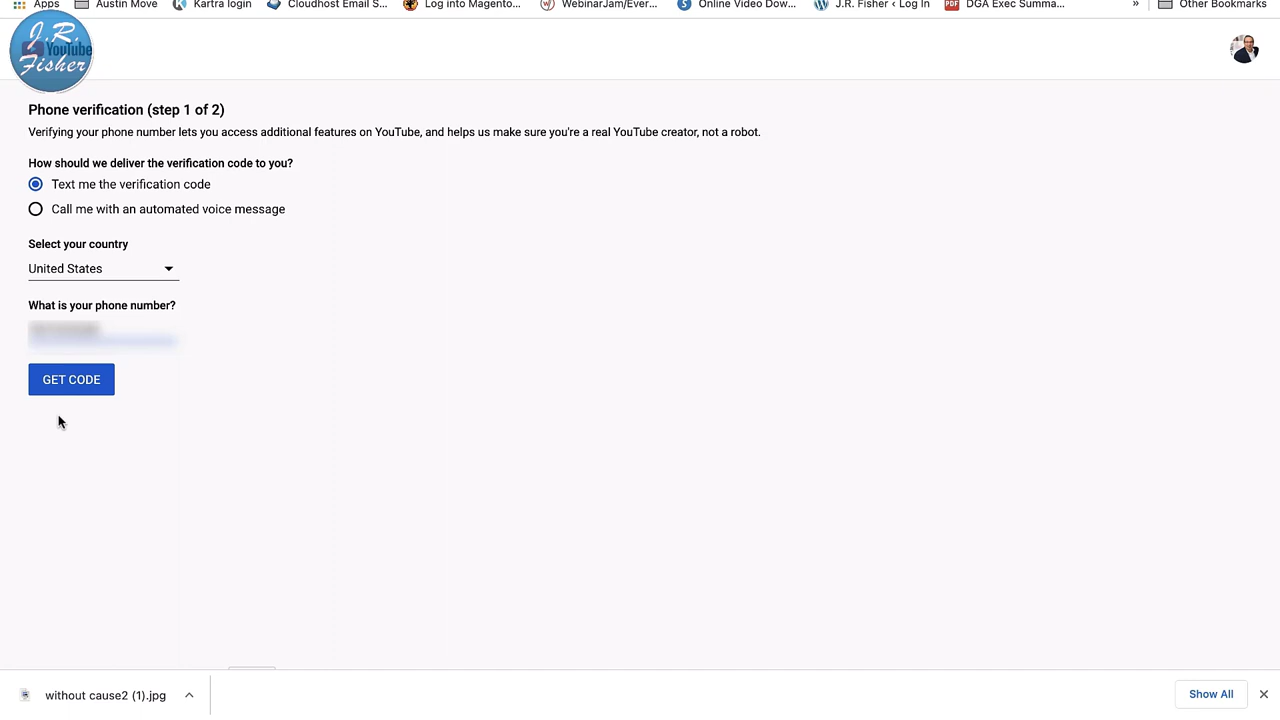 Apps
Austin Move
Kartra login
Cloudhost Email S...
Log into Magento...
WebinarJam/Ever...
Online Video Dow...
J.R. Fisher ‹ Log In
PDF
DGA Exec Summa...
»
Other Bookmarks
J.R.
YouTube
Fisher
Phone verification (step 1 of 2)
Verifying your phone number lets you access additional features on YouTube, and helps us make sure you're a real YouTube creator, not a robot.
How should we deliver the verification code to you?
Text me the verification code
Call me with an automated voice message
Select your country
United States
What is your phone number?
GET CODE
without cause2 (1).jpg
Show All